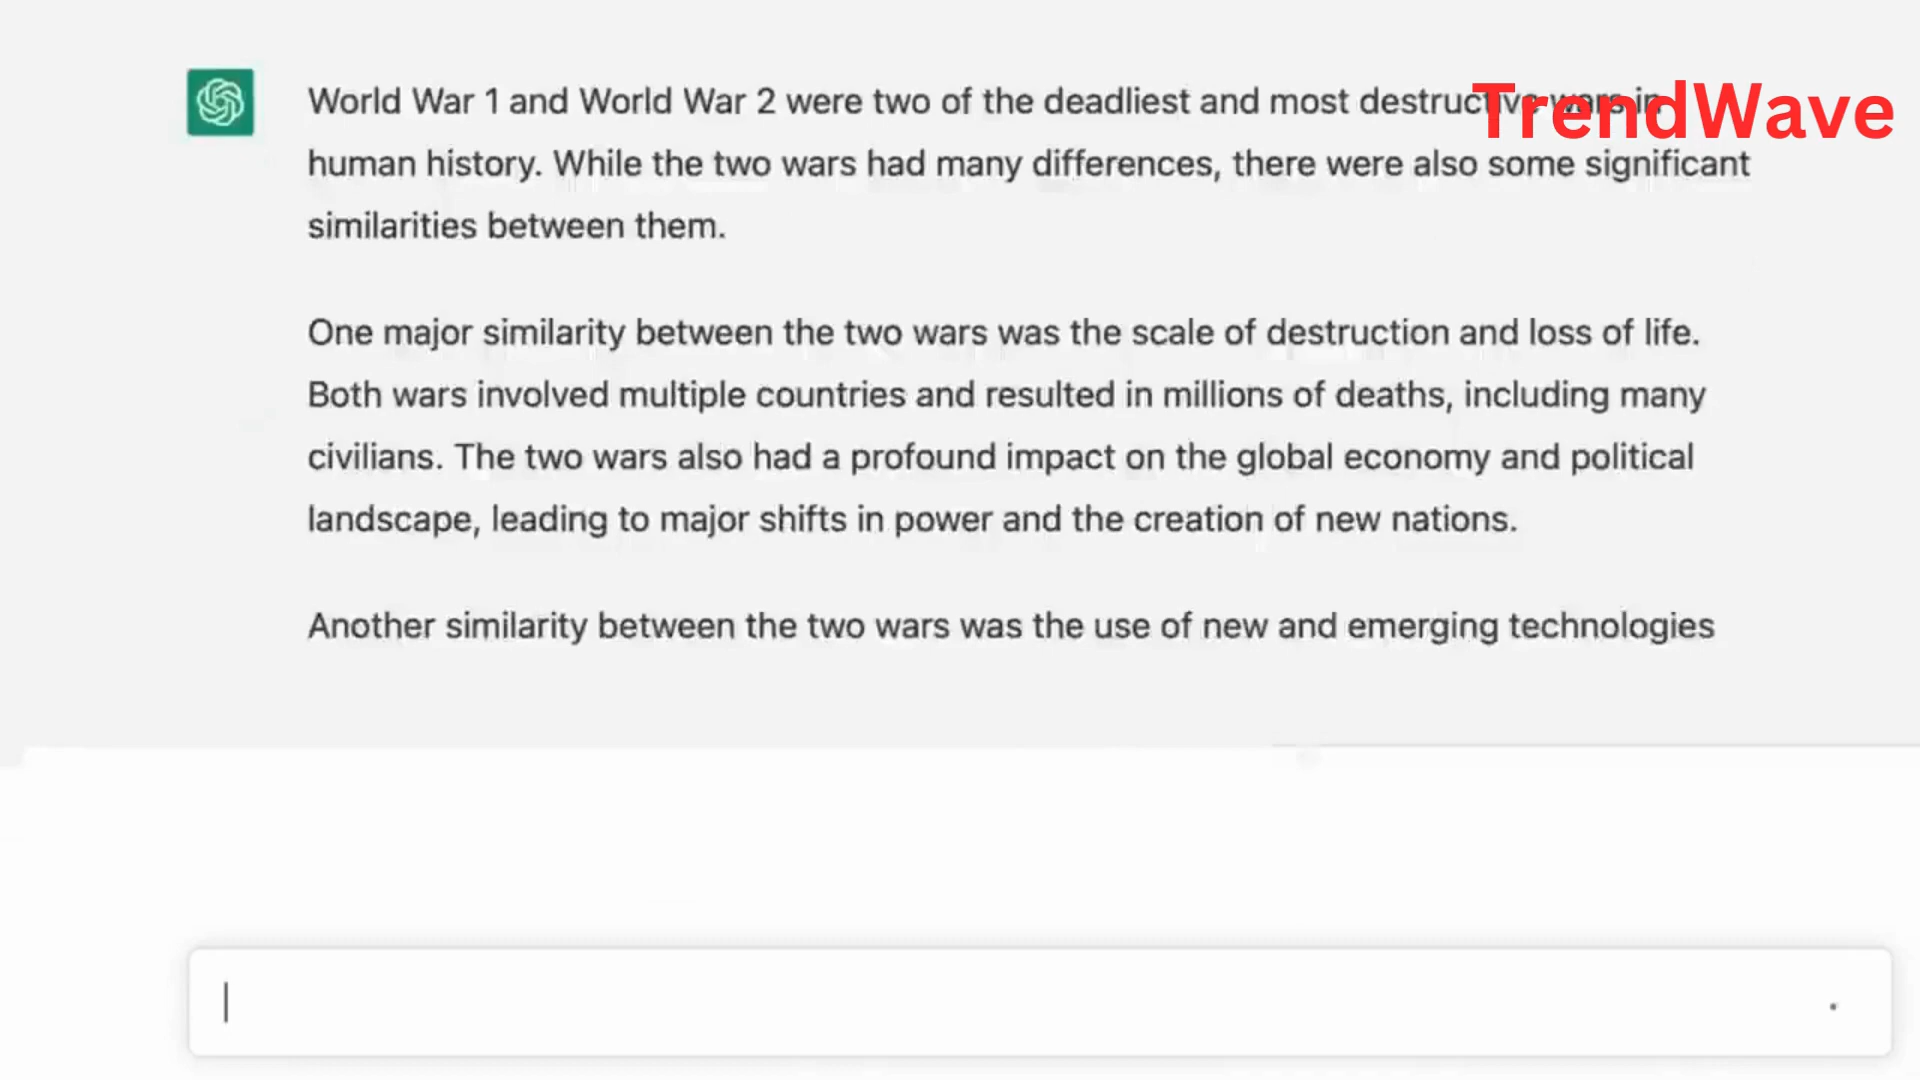 World War 1 and World War 2 were two of the deadliest and most destructive wars in
TrendWave
human history. While the two wars had many differences, there were also some significant
similarities between them.
One major similarity between the two wars was the scale of destruction and loss of life.
Both wars involved multiple countries and resulted in millions of deaths, including many
civilians. The two wars also had a profound impact on the global economy and political
landscape, leading to major shifts in power and the creation of new nations.
Another similarity between the two wars was the use of new and emerging technologies